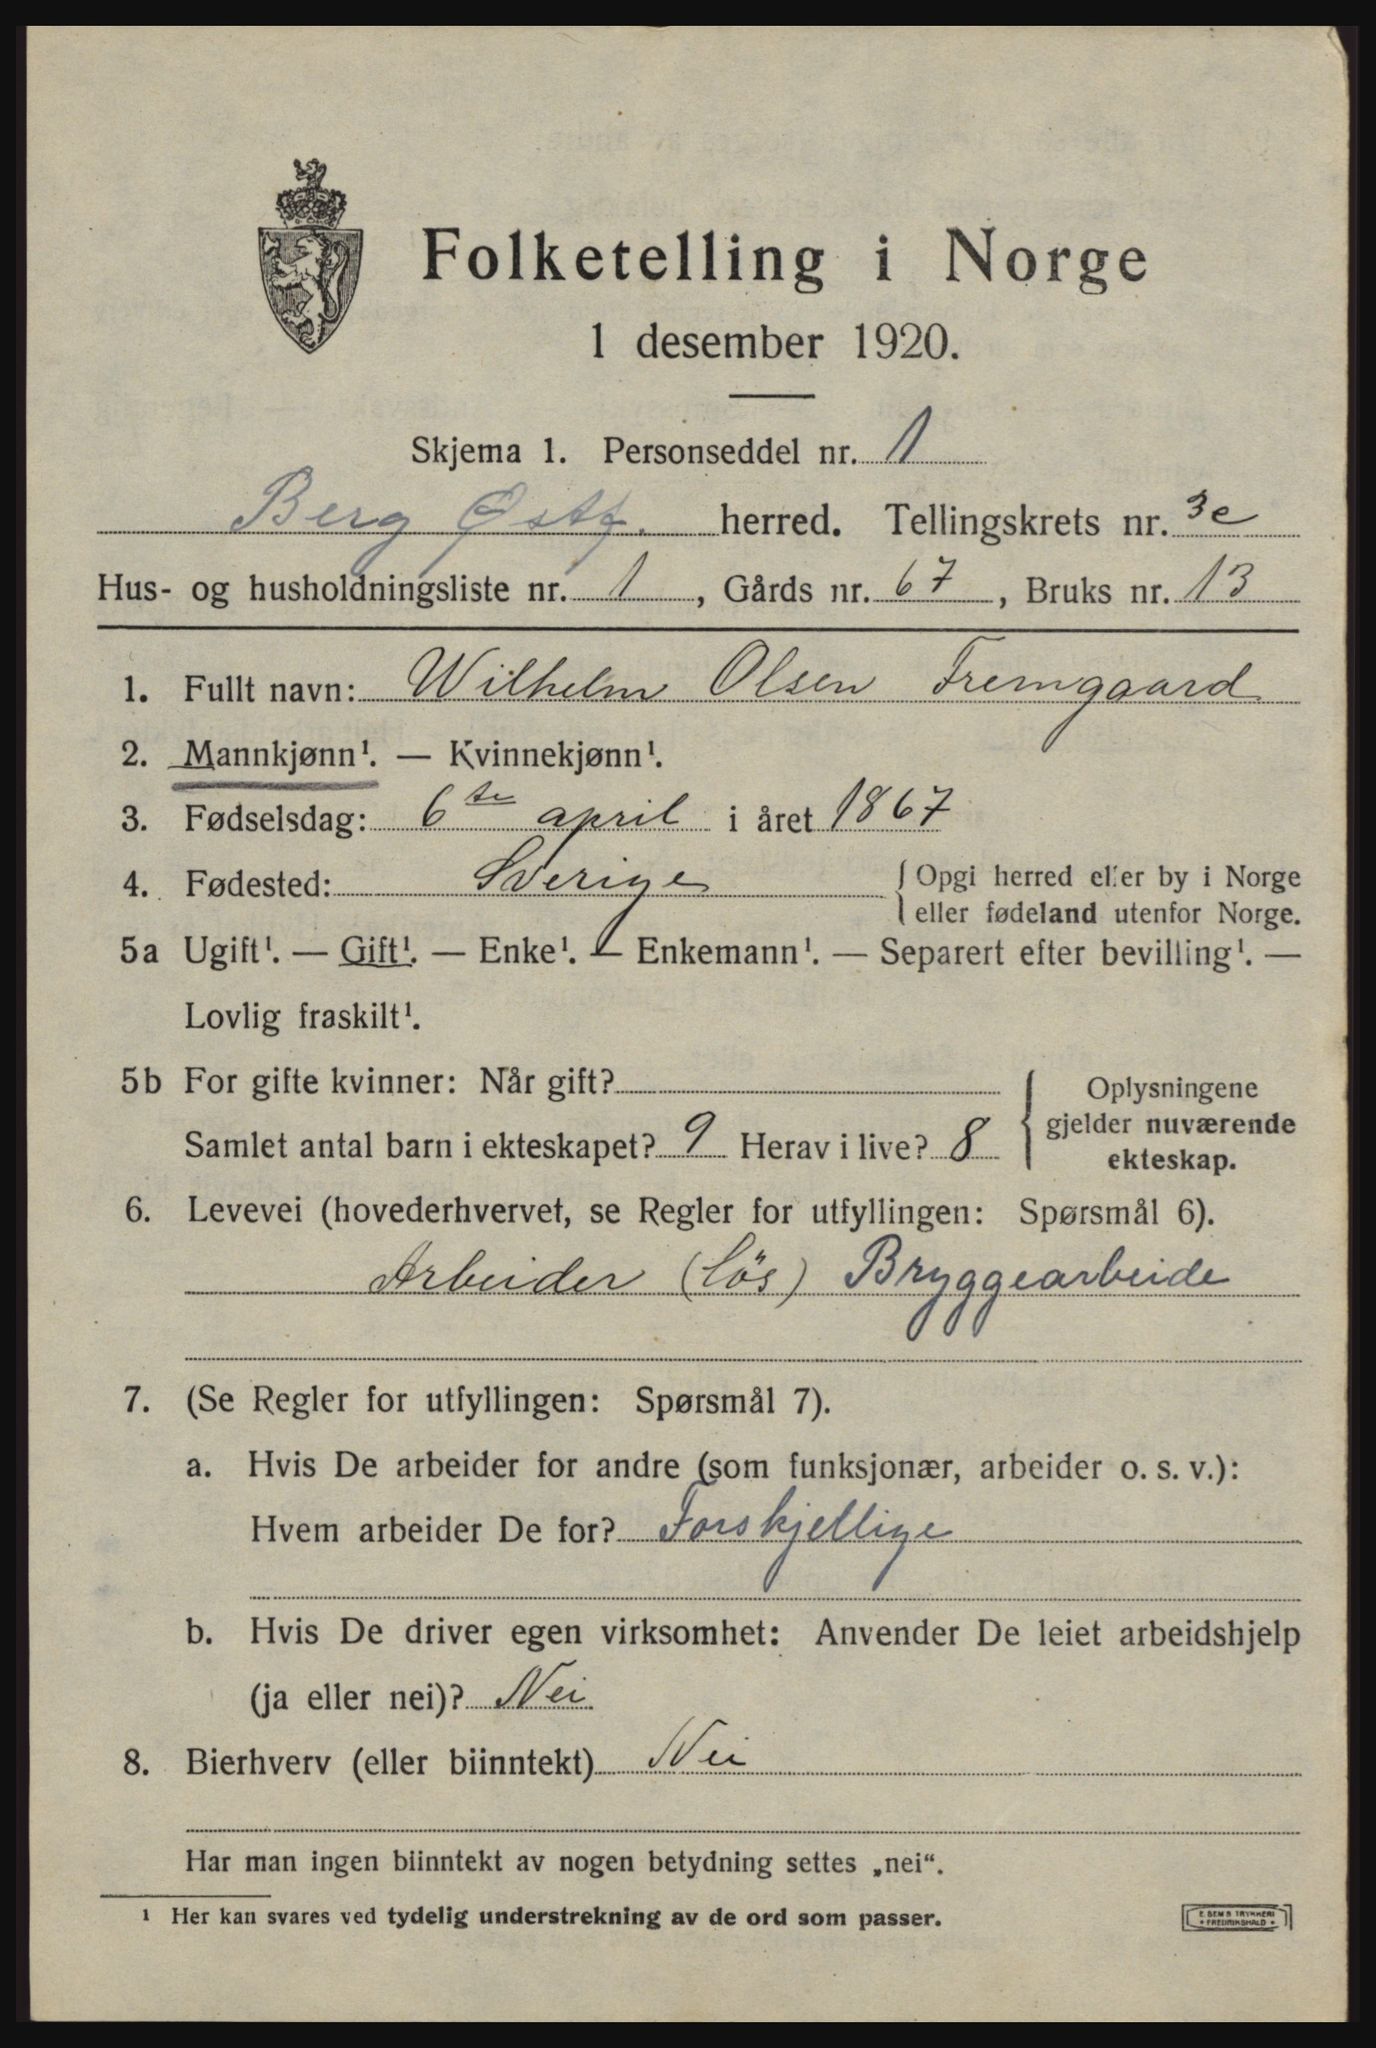 Folketelling i Norge
1 desember 1920.
Skjema 1. Personseddel nr. 1
Berg Østf. herred. Tellingskrets nr. 3e
Hus- og husholdningsliste nr. 1, Gårds nr. 67, Bruks nr. 13
1. Fullt navn: Wilhelm Olsen Fremgaard
2. Mannkjønn¹. — Kvinnekjønn¹.
3. Fødselsdag: 6te april i året 1867
4. Fødested: Sverige { Opgi herred eller by i Norge
eller fødeland utenfor Norge.
5a Ugift¹. — Gift¹. — Enke¹. — Enkemann¹. — Separert efter bevilling¹. —
Lovlig fraskilt¹.
5b For gifte kvinner: Når gift?
Samlet antal barn i ekteskapet? 9 Herav i live? 8
{ Oplysningene
gjelder nuværende
ekteskap.
6. Levevei (hovederhvervet, se Regler for utfyllingen: Spørsmål 6).
Arbeider (lös) Bryggearbeide
7. (Se Regler for utfyllingen: Spørsmål 7).
a. Hvis De arbeider for andre (som funksjonær, arbeider o. s. v.):
Hvem arbeider De for? Forskjellige
b. Hvis De driver egen virksomhet: Anvender De leiet arbeidshjelp
(ja eller nei)? Nei
8. Bierhverv (eller biinntekt) Nei
Har man ingen biinntekt av nogen betydning settes „nei“.
¹ Her kan svares ved tydelig understrekning av de ord som passer.
E. SEMS TRYKKERI
• FREDRIKSHALD •